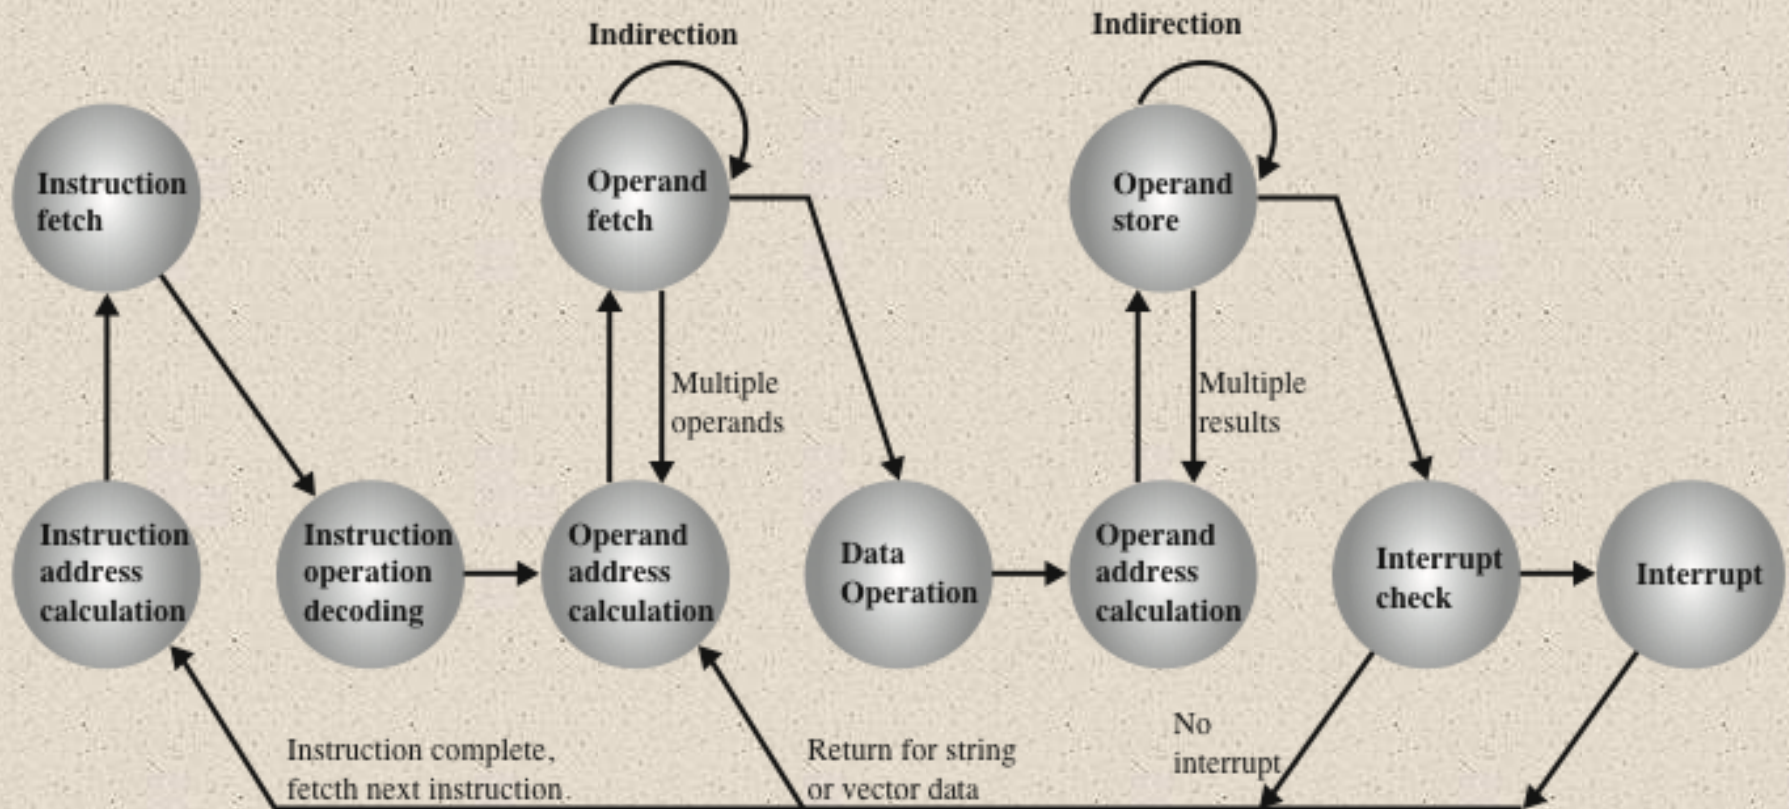 Indirection
Indirection
Instruction
fetch
Operand
fetch
Operand
store
Multiple
operands
Multiple
results
Instruction
address
calculation
Instruction
operation
decoding
Operand
address
calculation
Data
Operation
Operand
address
calculation
Interrupt
check
Interrupt
Instruction complete,
fetcth next instruction
Return for string
or vector data
No
interrupt